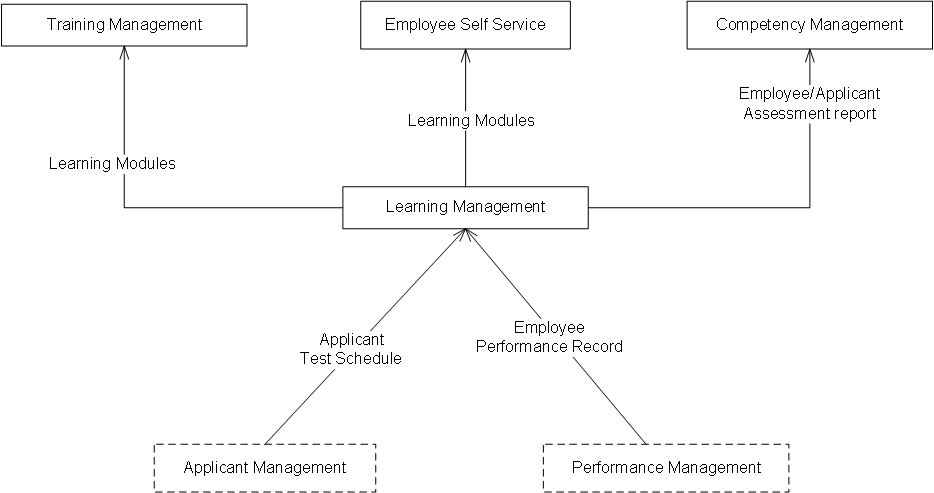 Training Management
Employee Self Service
Competency Management
Employee/Applicant
Assessment report
Learning Modules
Learning Modules
Learning Management
Applicant
Test Schedule
Employee
Performance Record
Applicant Management
Performance Management